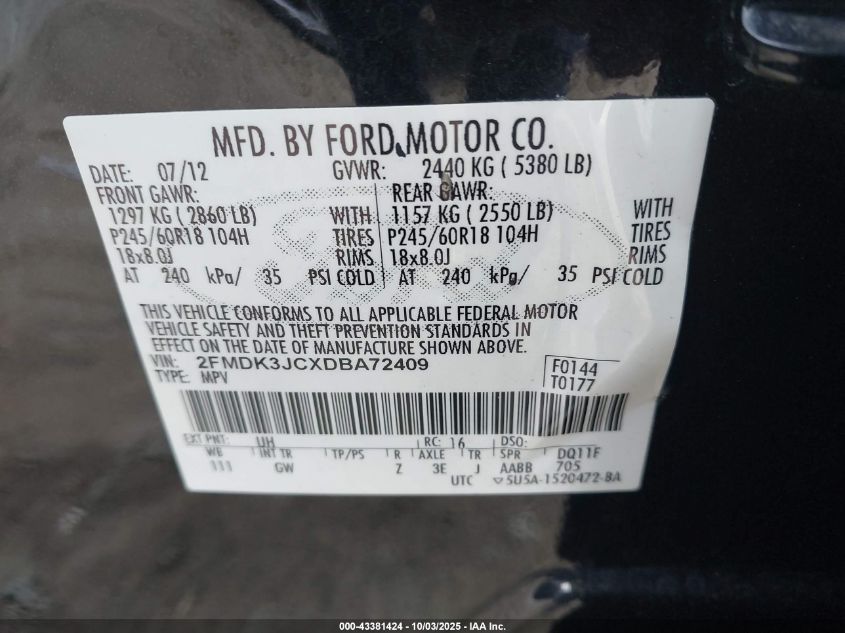 MFD. BY FORD MOTOR CO.
DATE: 07/12 GVWR: 2440 KG ( 5380 LB)
FRONT GAWR: REAR GAWR:
1297 KG ( 2860 LB) WITH 1157 KG ( 2550 LB) WITH
P245/60R18 104H TIRES P245/60R18 104H TIRES
18x8.0J RIMS 18x8.0J RIMS
AT 240 kPa/ 35 PSI COLD AT 240 kPa/ 35 PSI COLD
THIS VEHICLE CONFORMS TO ALL APPLICABLE FEDERAL MOTOR
VEHICLE SAFETY AND THEFT PREVENTION STANDARDS IN
EFFECT ON THE DATE OF MANUFACTURE SHOWN ABOVE.
VIN: 2FMDK3JCXDBA72409 F0144
TYPE: MPV T0177
EXT PNT: UH RC: 16 DSO:
WB INT TR TP/PS R AXLE TR SPR DQ11F
111 GW Z 3E J AABB 705
UTC ▽5U5A-1520472-BA
000-43381424 - 10/03/2025 - IAA Inc.